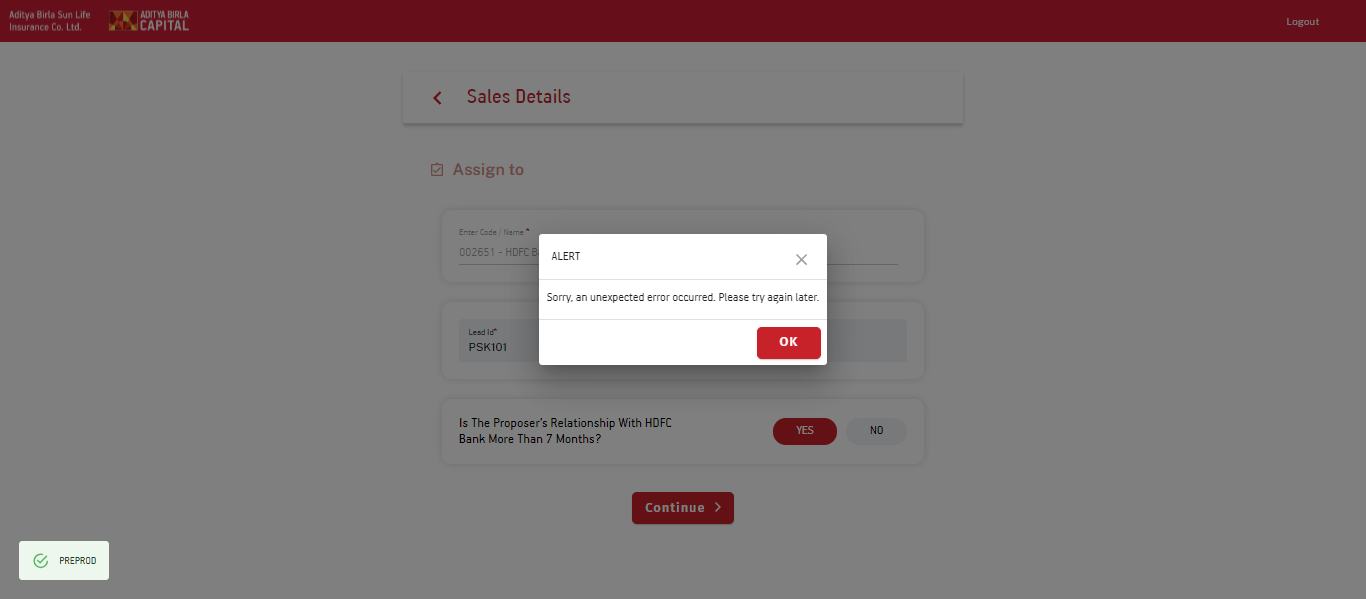 Aditya Birla Sun Life
Insurance Co. Ltd.
ADITYA BIRLA
CAPITAL
Logout
Sales Details
Assign to
Enter Code / Name *
002651 - HDFC B
ALERT
Sorry, an unexpected error occurred. Please try again later.
OK
Lead Id*
PSK101
Is The Proposer's Relationship With HDFC
Bank More Than 7 Months?
YES
NO
Continue
PREPROD